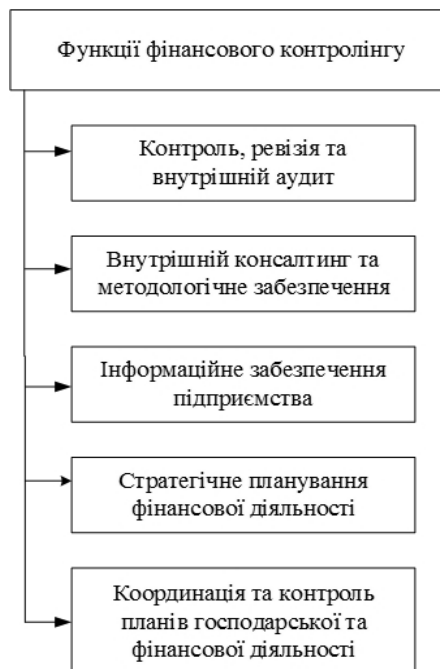 Функції фінансового контролінгу
Контроль, ревізія та
внутрішній аудит
Внутрішній консалтинг та
методологічне забезпечення
Інформаційне забезпечення
підприємства
Стратегічне планування
фінансової діяльності
Координація та контроль
планів господарської та
фінансової діяльності